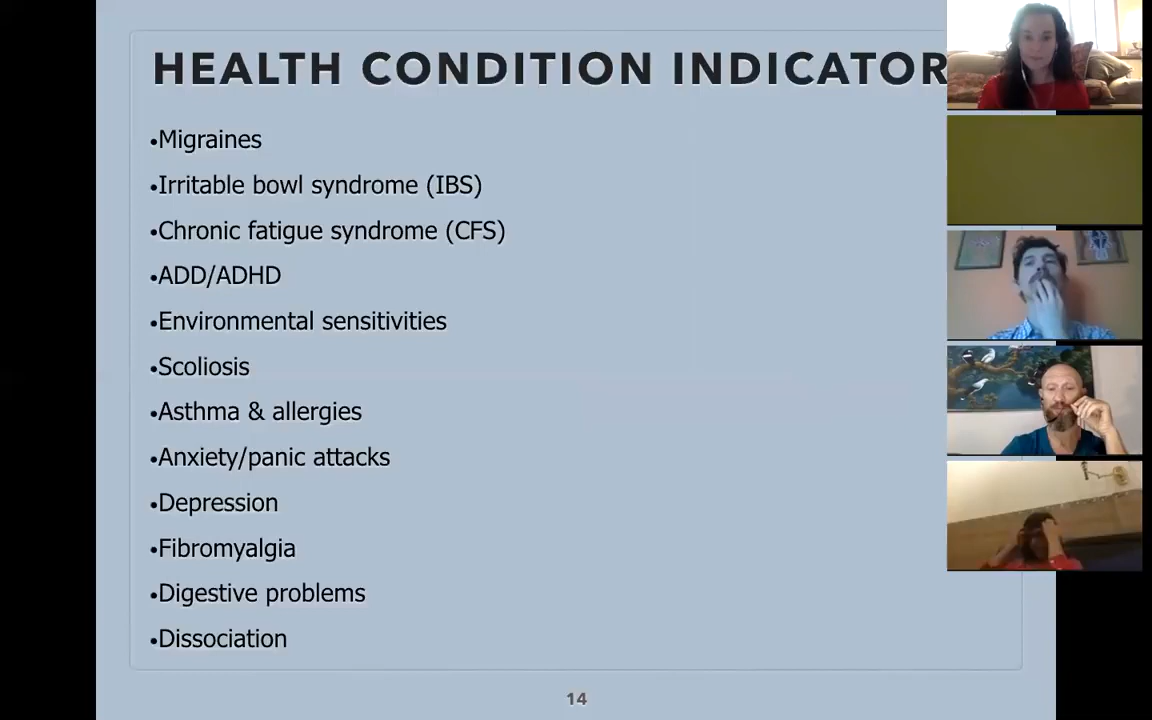 HEALTH CONDITION INDICATOR
•Migraines
•Irritable bowl syndrome (IBS)
•Chronic fatigue syndrome (CFS)
•ADD/ADHD
•Environmental sensitivities
•Scoliosis
•Asthma & allergies
•Anxiety/panic attacks
•Depression
•Fibromyalgia
•Digestive problems
•Dissociation
14